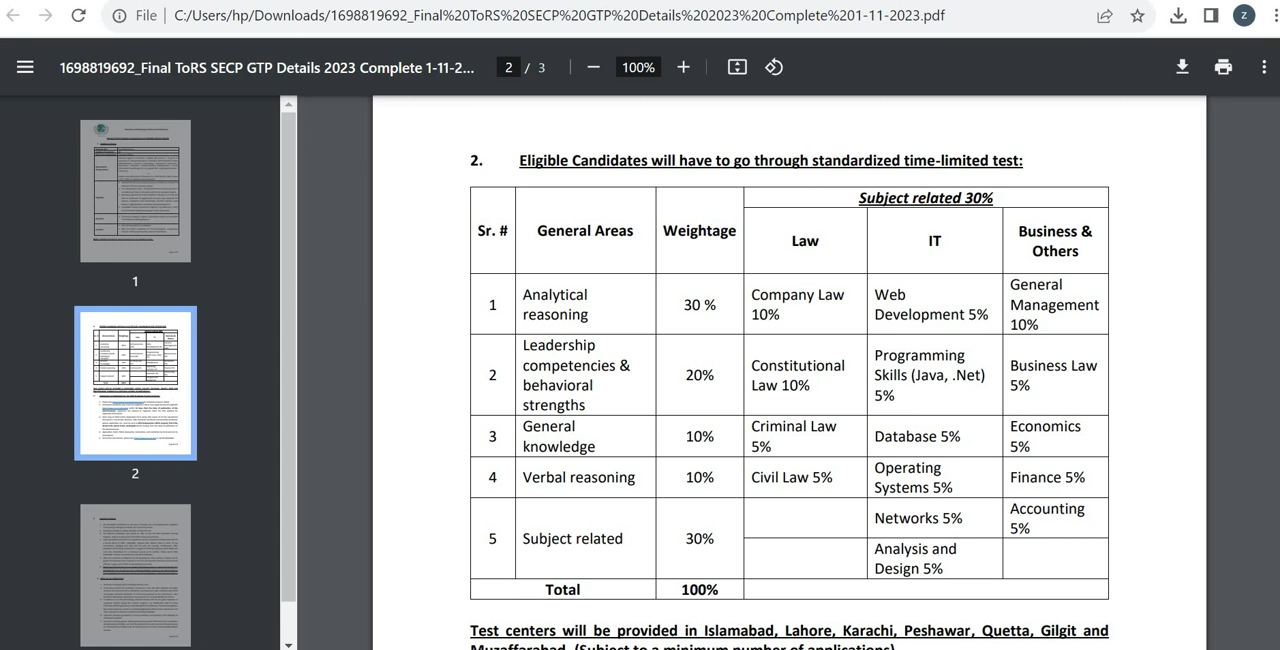 File
C:/Users/hp/Downloads/1698819692_Final%20ToRS%20SECP%20GTP%20Details%202023%20Complete%201-11-2023.pdf
Z
1698819692_Final ToRS SECP GTP Details 2023 Complete 1-11-2...
2 / 3
100%
1
2
2. Eligible Candidates will have to go through standardized time-limited test:
Sr. #
General Areas
Weightage
Subject related 30%
Law
IT
Business &
Others
1
Analytical
reasoning
30 %
Company Law
10%
Web
Development 5%
General
Management
10%
2
Leadership
competencies &
behavioral
strengths
20%
Constitutional
Law 10%
Programming
Skills (Java, .Net)
5%
Business Law
5%
3
General
knowledge
10%
Criminal Law
5%
Database 5%
Economics
5%
4
Verbal reasoning
10%
Civil Law 5%
Operating
Systems 5%
Finance 5%
5
Subject related
30%
Networks 5%
Accounting
5%
Analysis and
Design 5%
Total
100%
Test centers will be provided in Islamabad, Lahore, Karachi, Peshawar, Quetta, Gilgit and
Muzaffarabad. (Subject to a minimum number of applications)